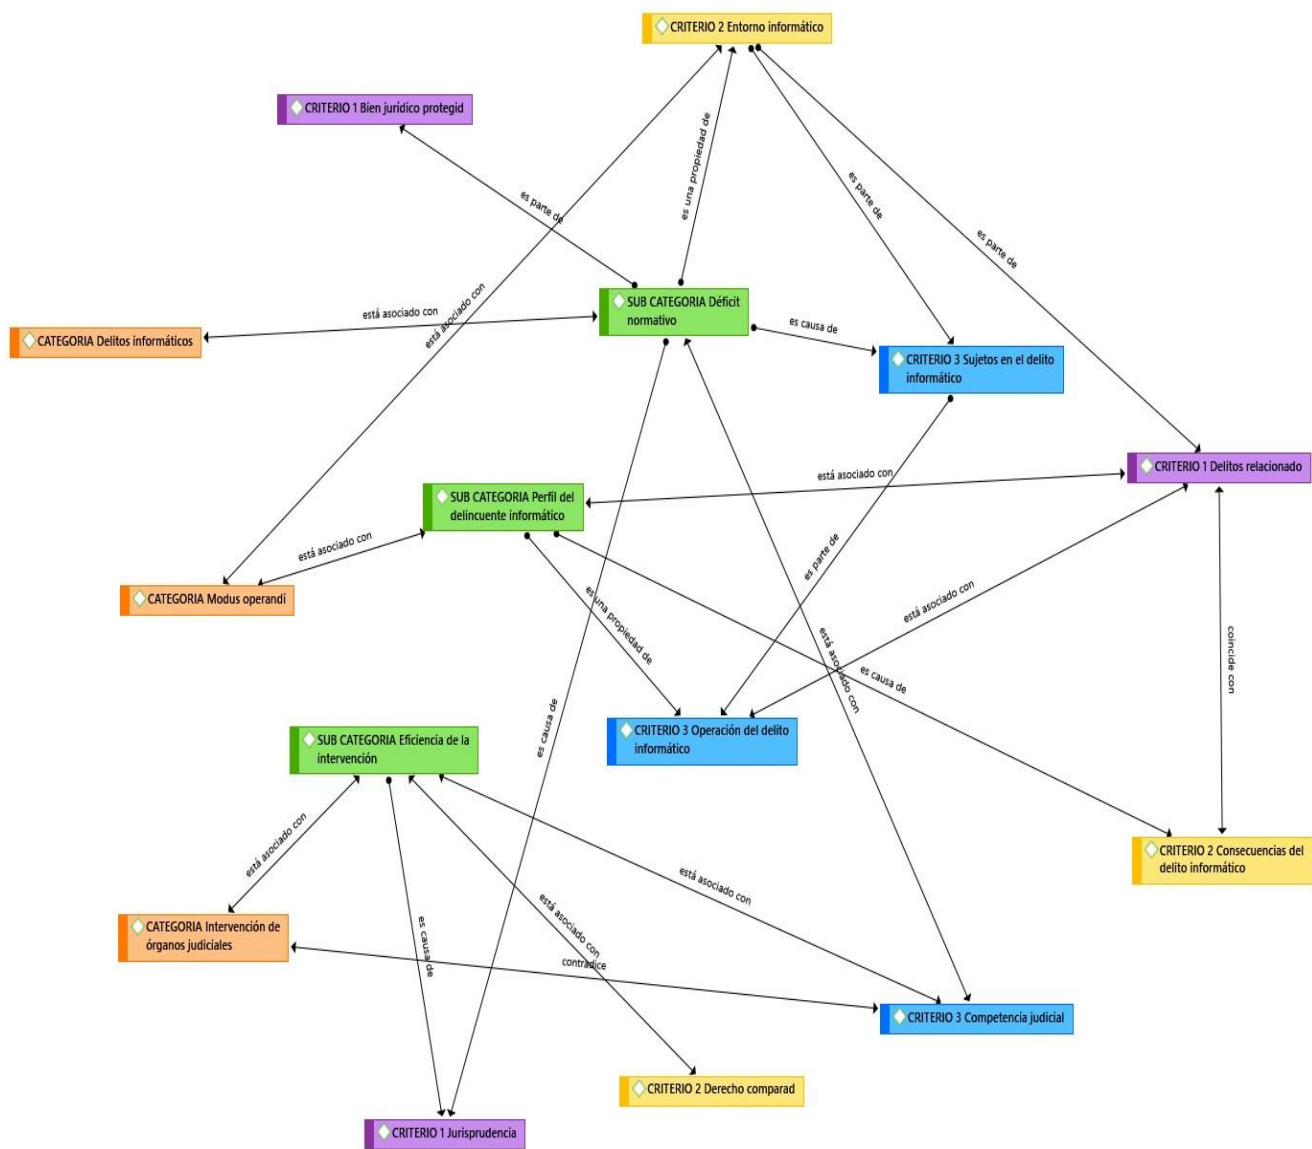 CRITERIO 2 Entorno informático
CRITERIO 1 Bien jurídico protegid
es una propiedad de
es parte de
es parte de
es parte de
está asociado con
SUB CATEGORIA Déficit
normativo
está asociado con
es causa de
CATEGORIA Delitos informáticos
CRITERIO 3 Sujetos en el delito
informático
CRITERIO 1 Delitos relacionado
está asociado con
SUB CATEGORIA Perfil del
delincuente informático
está asociado con
es parte de
CATEGORIA Modus operandi
es una propiedad de
está asociado con
está asociado con
coincide con
es causa de
es causa de
CRITERIO 3 Operación del delito
informático
SUB CATEGORIA Eficiencia de la
intervención
está asociado con
CRITERIO 2 Consecuencias del
delito informático
está asociado con
CATEGORIA Intervención de
órganos judiciales
es causa de
está asociado con
contradice
CRITERIO 3 Competencia judicial
CRITERIO 2 Derecho comparad
CRITERIO 1 Jurisprudencia